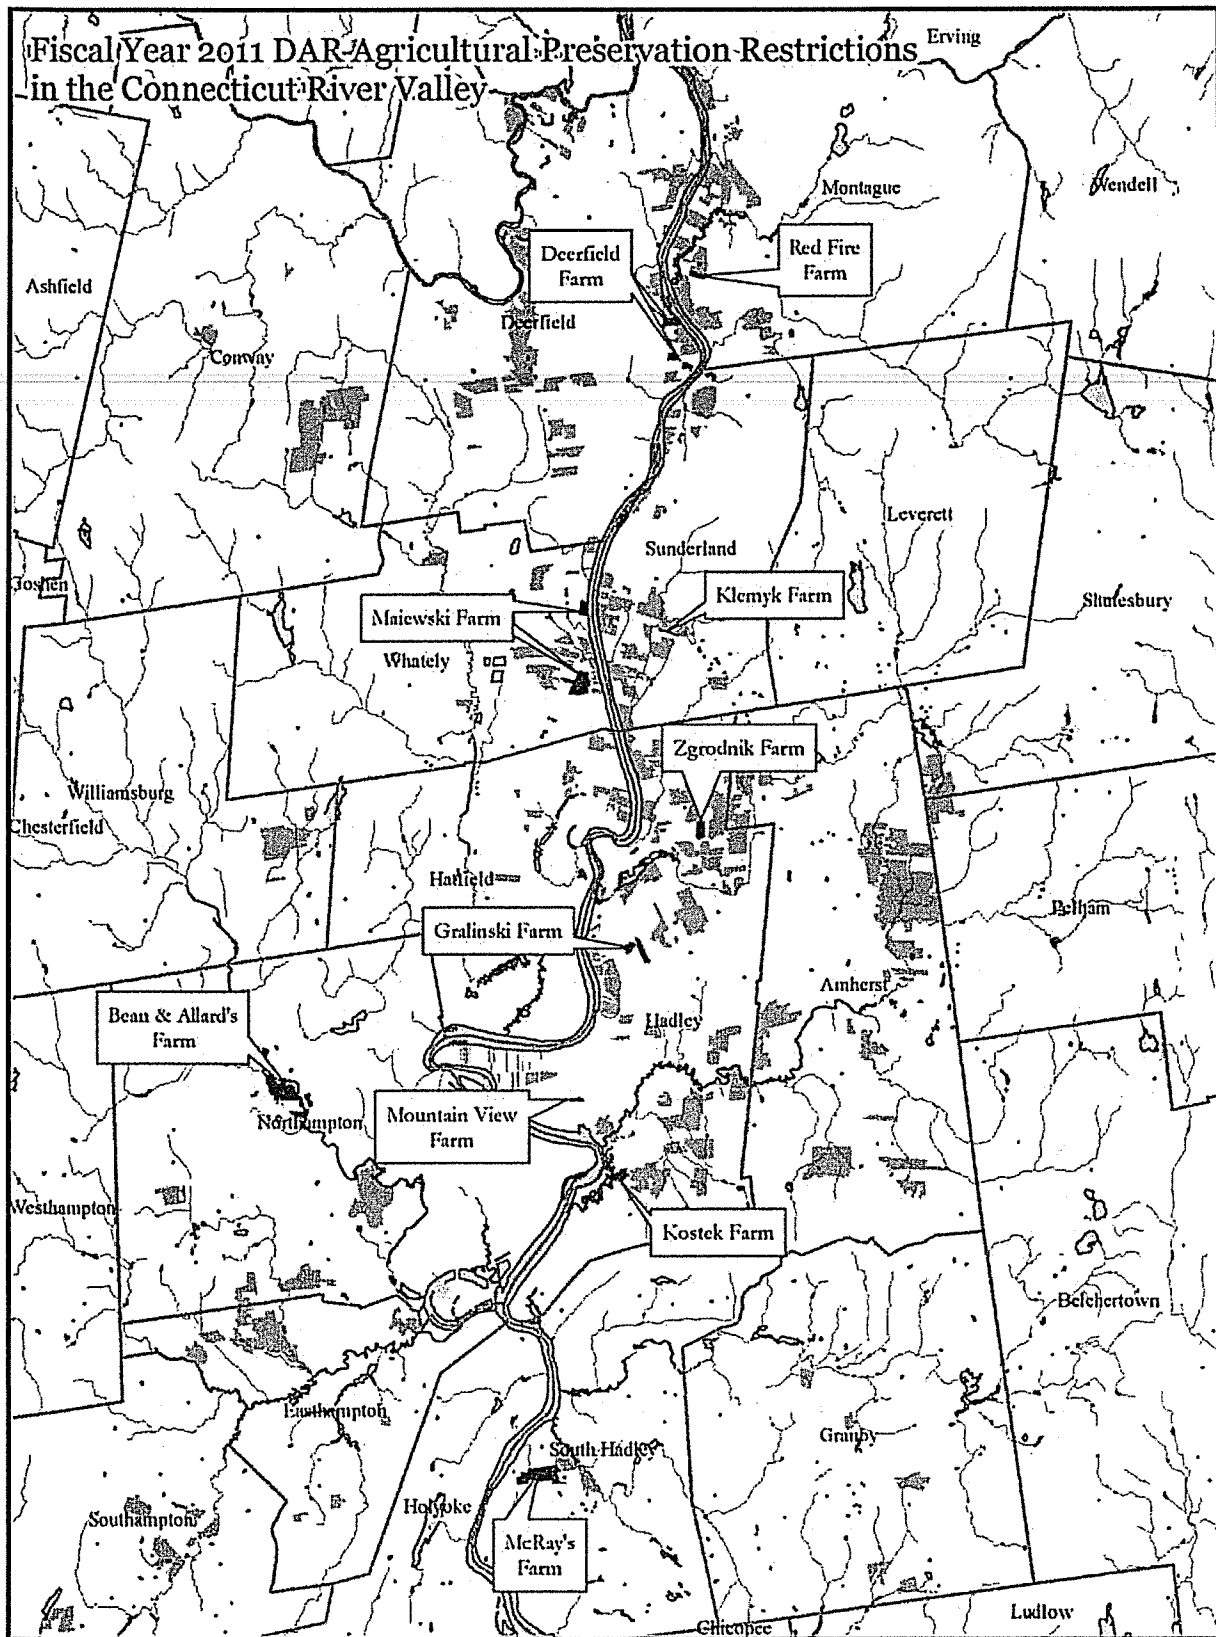 Fiscal Year 2011 DAR Agricultural Preservation Restrictions
in the Connecticut River Valley
Erving
Montague
Wendell
Deerfield
Farm
Red Fire
Farm
Ashfield
Deerfield
Conway
Leverett
Sunderland
Goshen
Klemyk Farm
Shutesbury
Maiewski Farm
Whately
Zgrodnik Farm
Williamsburg
Chesterfield
Hatfield
Pelham
Gralinski Farm
Amherst
Bean & Allard's
Farm
Hadley
Mountain View
Farm
Northampton
Westhampton
Kostek Farm
Belchertown
Easthampton
Granby
South Hadley
Holyoke
Southampton
McRay's
Farm
Ludlow
Chicopee